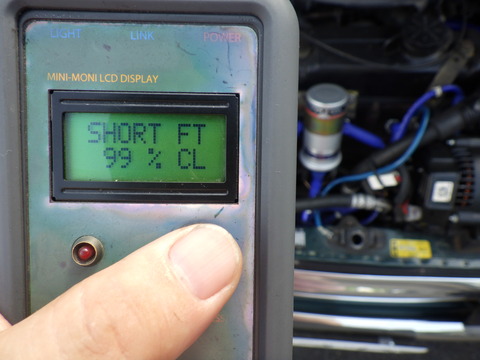 LIGHT LINK POWER
MINI-MONI LCD DISPLAY
SHORT FT
99 % CL